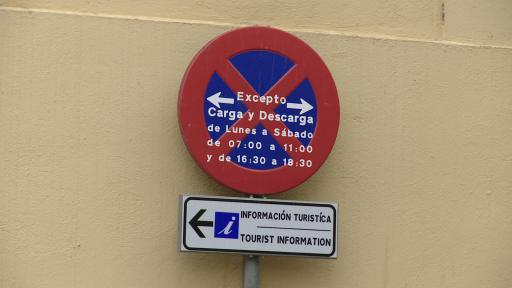 Excepto
Carga y Descarga
de Lunes a Sábado
de 07:00 a 11:00
y de 16:30 a 18:30
i INFORMACIÓN TURISTÍCA
TOURIST INFORMATION